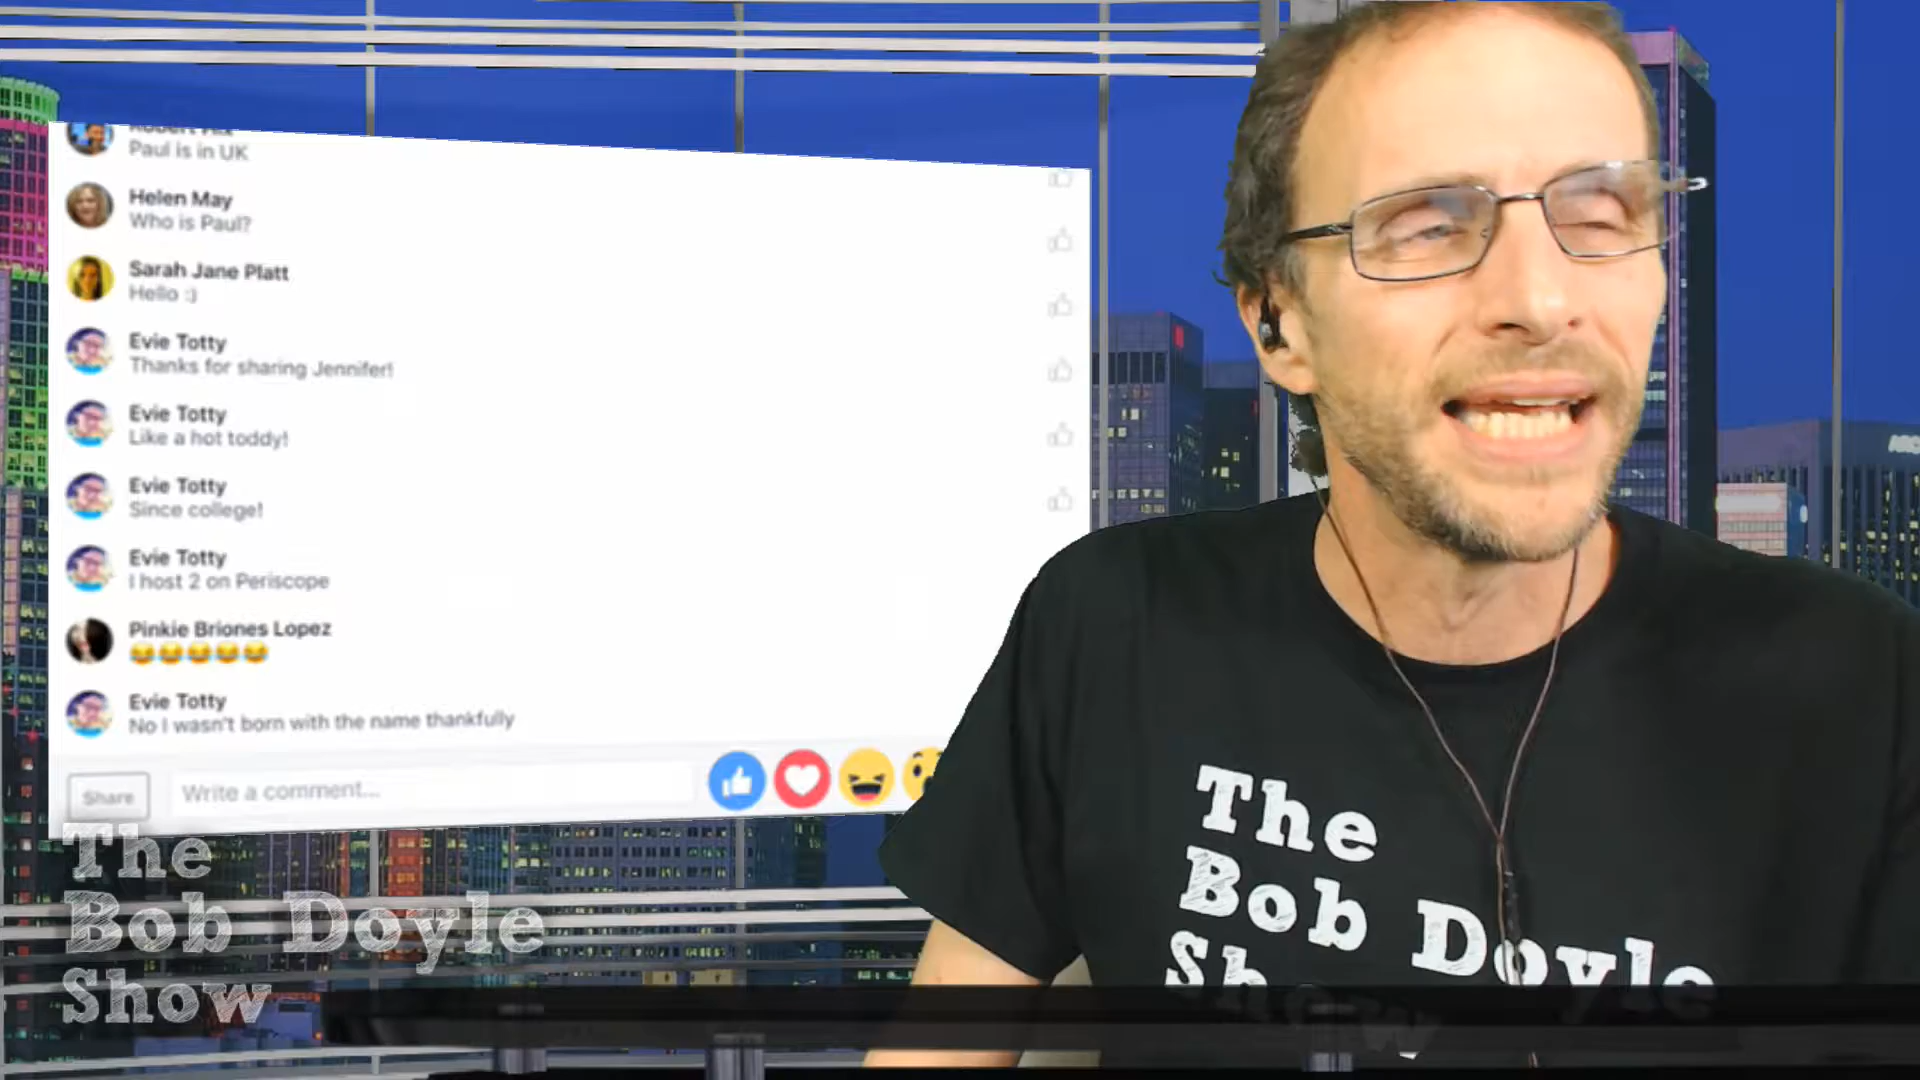 Paul is in UK
Helen May
Who is Paul?
Sarah Jane Platt
Hello :)
Evie Totty
Thanks for sharing Jennifer!
Evie Totty
Like a hot toddy!
Evie Totty
Since college!
Evie Totty
I host 2 on Periscope
Pinkie Briones Lopez
😂😂😂😂😂
Evie Totty
No I wasn't born with the name thankfully
Share
Write a comment...
The
Bob Doyle
Show
The
Bob Doyle
Show